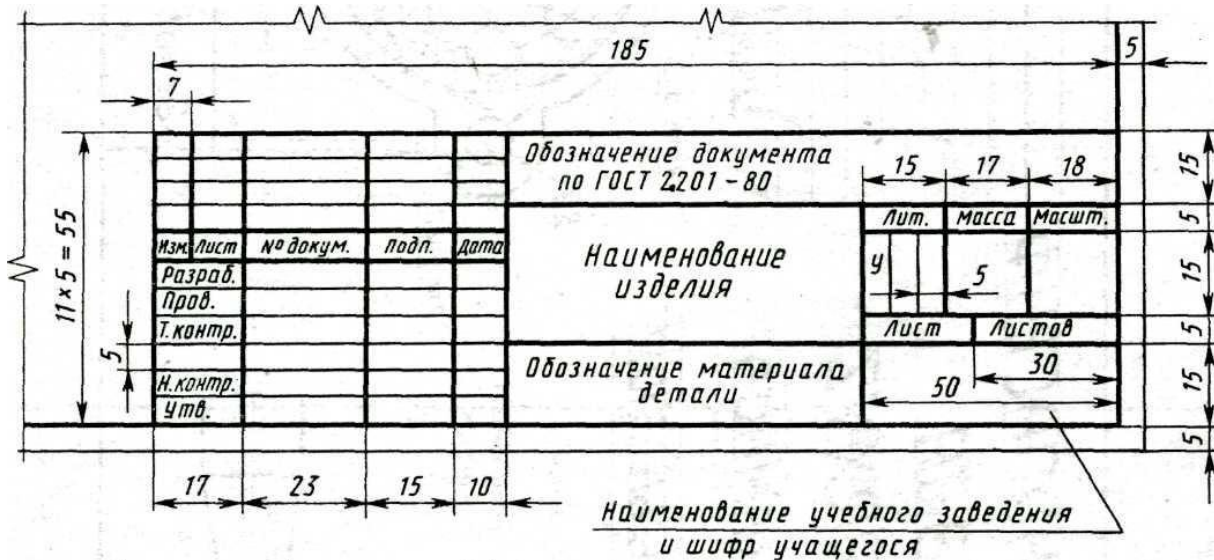 185
5
7
Обозначение документа
по ГОСТ 2.201-80
15 17 18
15
Лит. Масса Масшт.
5
Изм. Лист № докум. Подп. Дата
Наименование
изделия
У
5
15
11 × 5 = 55
Разраб.
Пров.
Т. контр.
Лист Листов
5
5
Обозначение материала
детали
30
50
15
Н. контр.
Утв.
5
17 23 15 10
Наименование учебного заведения
и шифр учащегося